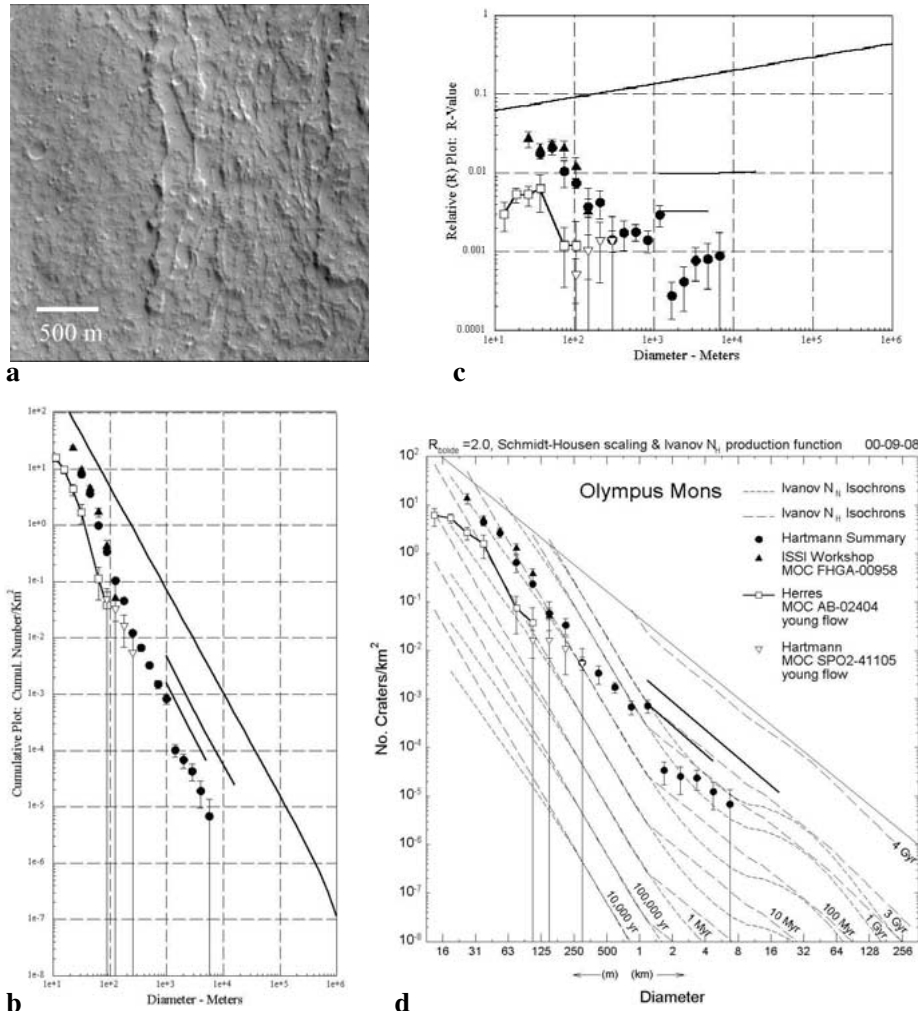 500 m
a
1
0.1
0.01
0.001
0.0001
Relative (R) Plot: R-Value
1e+1 1e+2 1e+3 1e+4 1e+5 1e+6
Diameter - Meters
c
1e+2
1e+1
1e+0
1e-1
1e-2
1e-3
1e-4
1e-5
1e-6
1e-7
1e-8
Cumulative Plot: Cumul. Number/Km²
1e+1 1e+2 1e+3 1e+4 1e+5 1e+6
Diameter - Meters
b
R bolide =2.0, Schmidt-Housen scaling & Ivanov N_H production function 00-09-08
Olympus Mons
Ivanov N_N Isochrons
Ivanov N_H Isochrons
Hartmann Summary
ISSI Workshop
MOC FHGA-00958
Herres
MOC AB-02404
young flow
Hartmann
MOC SPO2-41105
young flow
10²
10¹
10⁰
10⁻¹
10⁻²
10⁻³
10⁻⁴
10⁻⁵
10⁻⁶
10⁻⁷
10⁻⁸
No. Craters/km²
10,000 yr
100,000 yr
1 Myr
10 Myr
100 Myr
1 Gyr
3 Gyr
4 Gyr
16 31 63 125 250 500 1 2 4 8 16 32 64 128 256
← (m) (km) →
Diameter
d